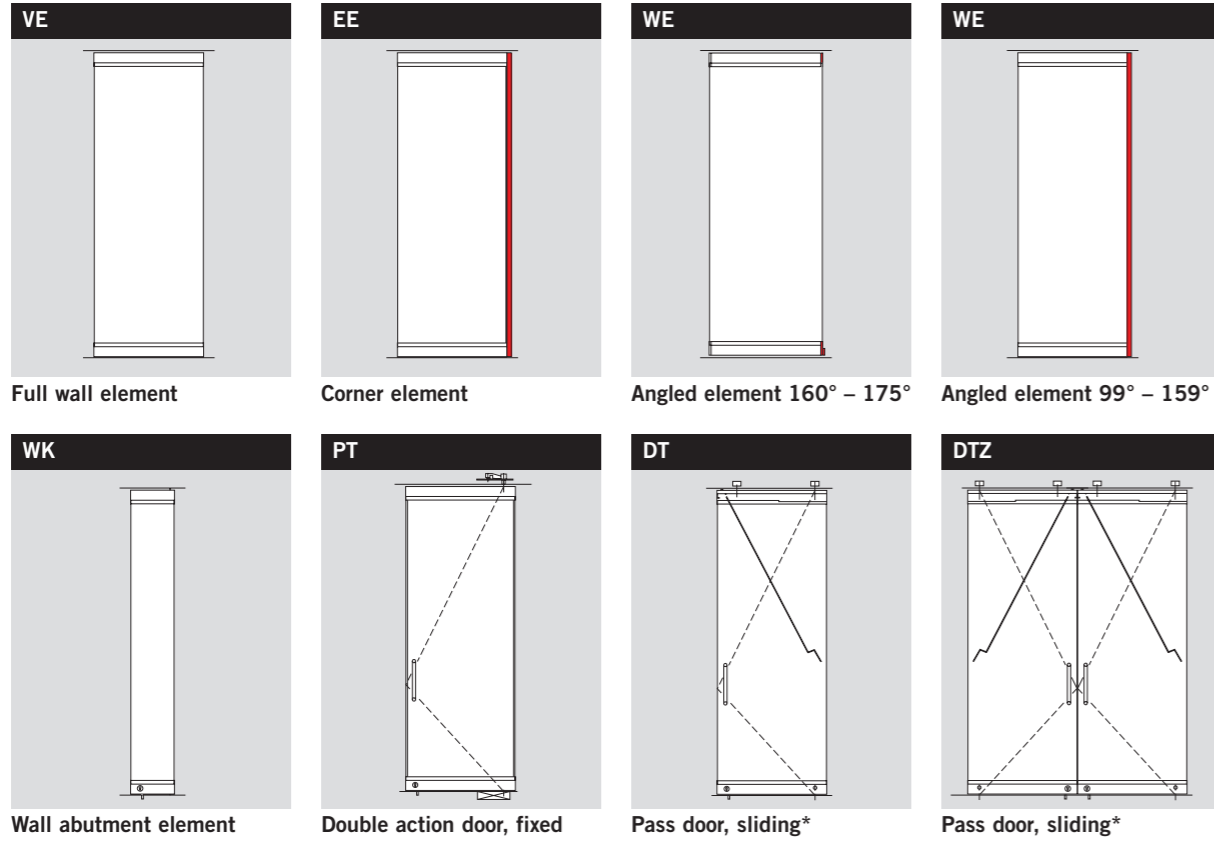 VE
EE
WE
WE
Full wall element
Corner element
Angled element 160° – 175°
Angled element 99° – 159°
WK
PT
DT
DTZ
Wall abutment element
Double action door, fixed
Pass door, sliding*
Pass door, sliding*